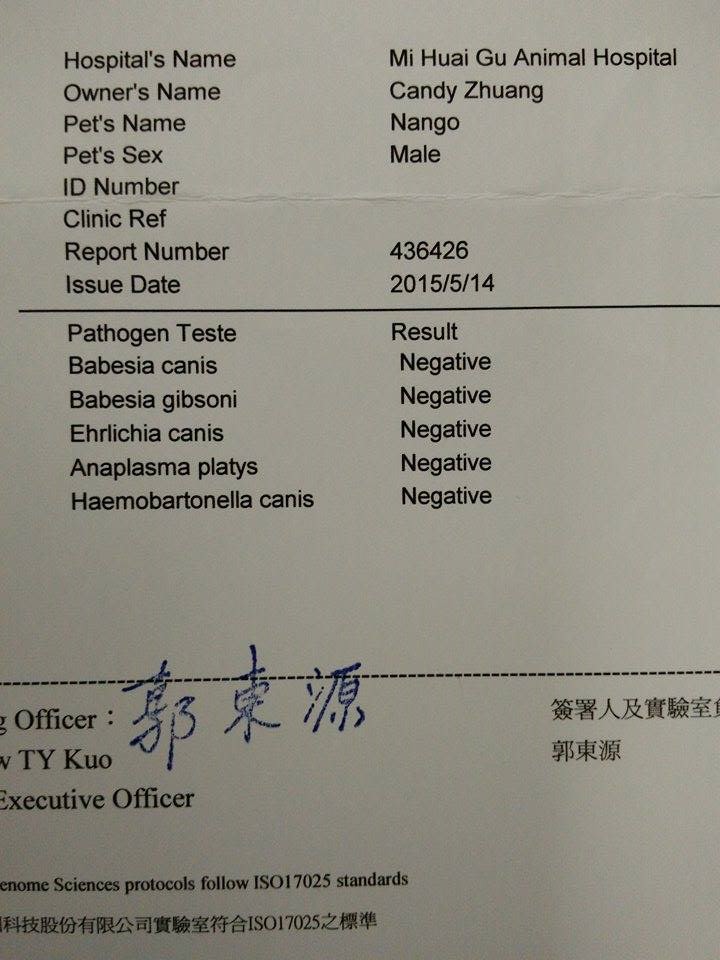 Hospital's Name Mi Huai Gu Animal Hospital
Owner's Name Candy Zhuang
Pet's Name Nango
Pet's Sex Male
ID Number
Clinic Ref
Report Number 436426
Issue Date 2015/5/14
Pathogen Teste Result
Babesia canis Negative
Babesia gibsoni Negative
Ehrlichia canis Negative
Anaplasma platys Negative
Haemobartonella canis Negative
g Officer：郭東源 簽署人及實驗室
w TY Kuo 郭東源
Executive Officer
enome Sciences protocols follow ISO17025 standards
科技股份有限公司實驗室符合ISO17025之標準